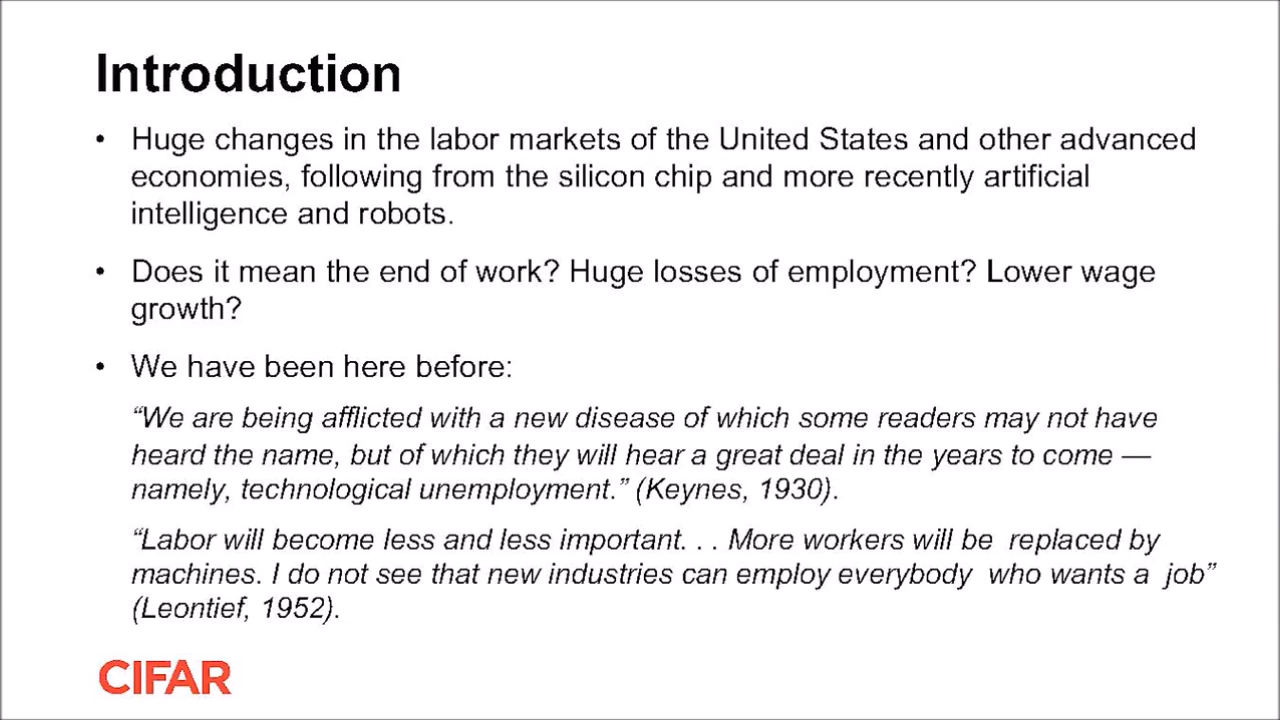 Introduction
• Huge changes in the labor markets of the United States and other advanced
economies, following from the silicon chip and more recently artificial
intelligence and robots.
• Does it mean the end of work? Huge losses of employment? Lower wage
growth?
• We have been here before:
“We are being afflicted with a new disease of which some readers may not have
heard the name, but of which they will hear a great deal in the years to come —
namely, technological unemployment.” (Keynes, 1930).
“Labor will become less and less important. . . More workers will be replaced by
machines. I do not see that new industries can employ everybody who wants a job”
(Leontief, 1952).
CIFAR